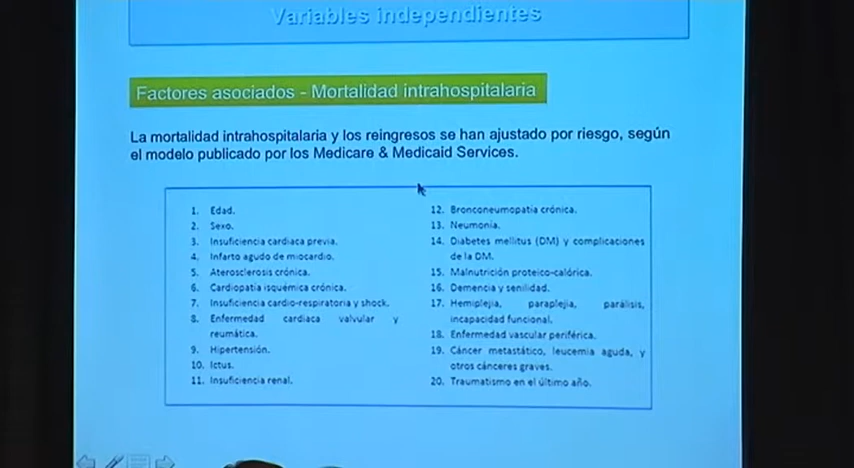 Variables independientes
Factores asociados - Mortalidad intrahospitalaria
La mortalidad intrahospitalaria y los reingresos se han ajustado por riesgo, según
el modelo publicado por los Medicare & Medicaid Services.
1. Edad.
2. Sexo.
3. Insuficiencia cardiaca previa.
4. Infarto agudo de miocardio.
5. Aterosclerosis crónica.
6. Cardiopatía isquémica crónica.
7. Insuficiencia cardio-respiratoria y shock.
8. Enfermedad cardiaca valvular y
reumática.
9. Hipertensión.
10. Ictus.
11. Insuficiencia renal.
12. Bronconeumopatía crónica.
13. Neumonía.
14. Diabetes mellitus (DM) y complicaciones
de la DM.
15. Malnutrición proteico-calórica.
16. Demencia y senilidad.
17. Hemiplejia, paraplejia, parálisis,
incapacidad funcional.
18. Enfermedad vascular periférica.
19. Cáncer metastático, leucemia aguda, y
otros cánceres graves.
20. Traumatismo en el último año.